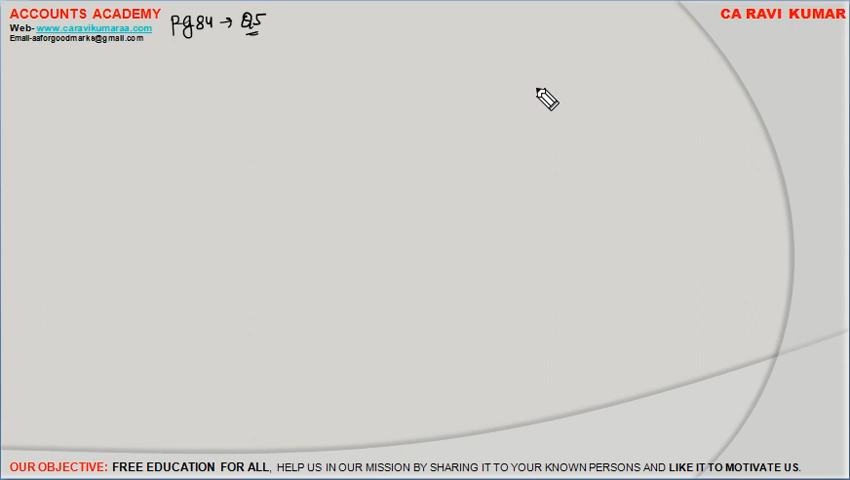 ACCOUNTS ACADEMY
Web- www.caravikumaraa.com
Email-aaforgoodmarks@gmail.com
Pg84 → Q5
CA RAVI KUMAR
OUR OBJECTIVE: FREE EDUCATION FOR ALL, HELP US IN OUR MISSION BY SHARING IT TO YOUR KNOWN PERSONS AND LIKE IT TO MOTIVATE US.